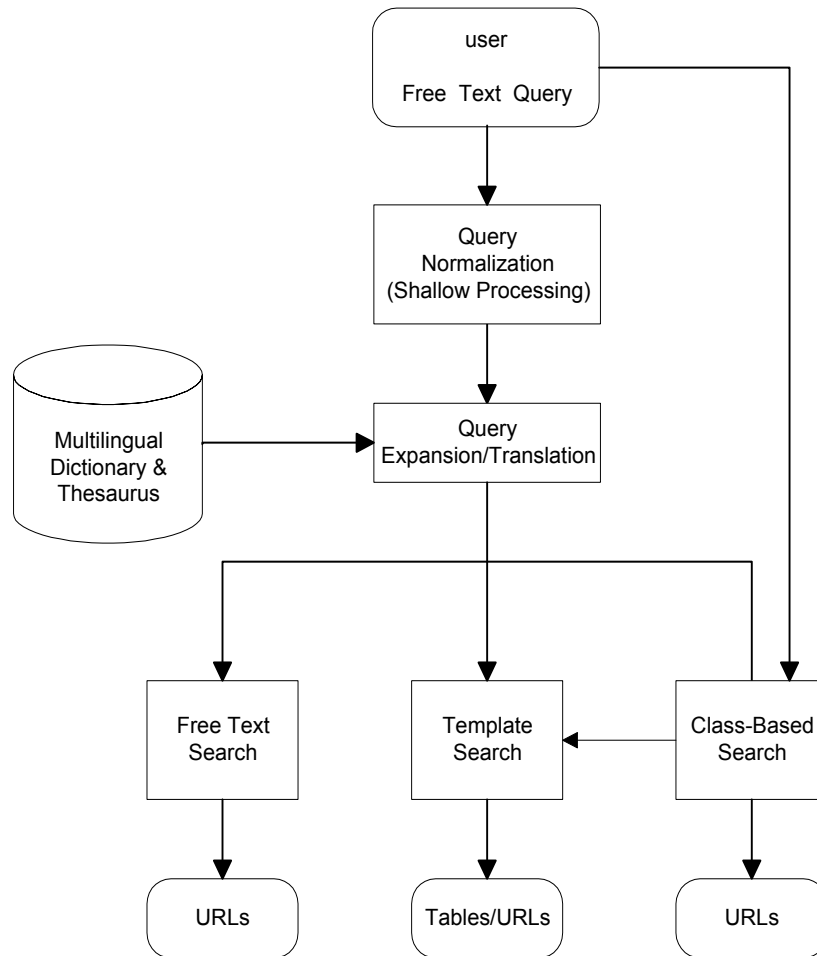 user
Free Text Query
Query
Normalization
(Shallow Processing)
Multilingual
Dictionary &
Thesaurus
Query
Expansion/Translation
Free Text
Search
Template
Search
Class-Based
Search
URLs
Tables/URLs
URLs